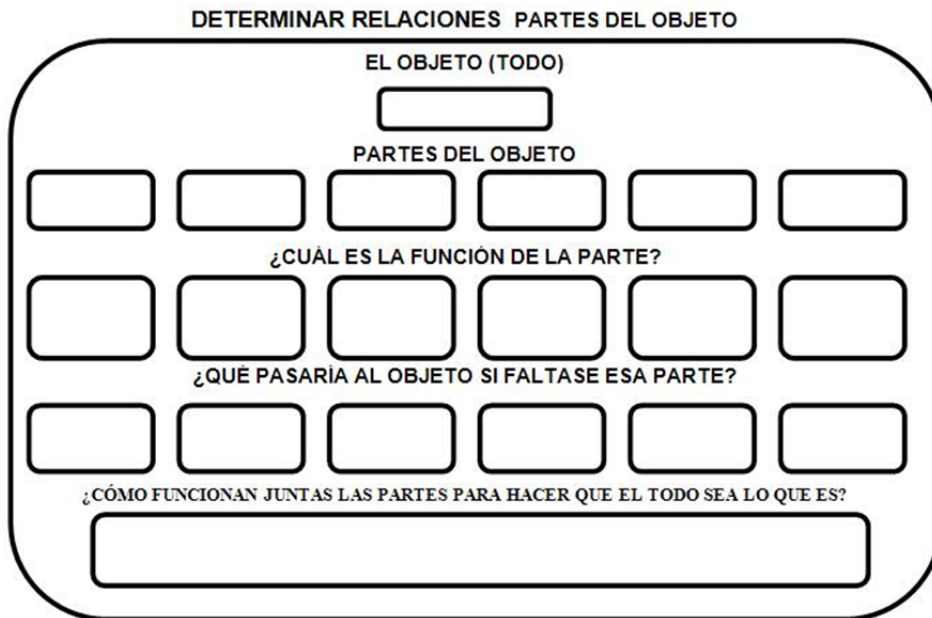 DETERMINAR RELACIONES PARTES DEL OBJETO
EL OBJETO (TODO)
PARTES DEL OBJETO
¿CUÁL ES LA FUNCIÓN DE LA PARTE?
¿QUÉ PASARÍA AL OBJETO SI FALTASE ESA PARTE?
¿CÓMO FUNCIONAN JUNTAS LAS PARTES PARA HACER QUE EL TODO SEA LO QUE ES?